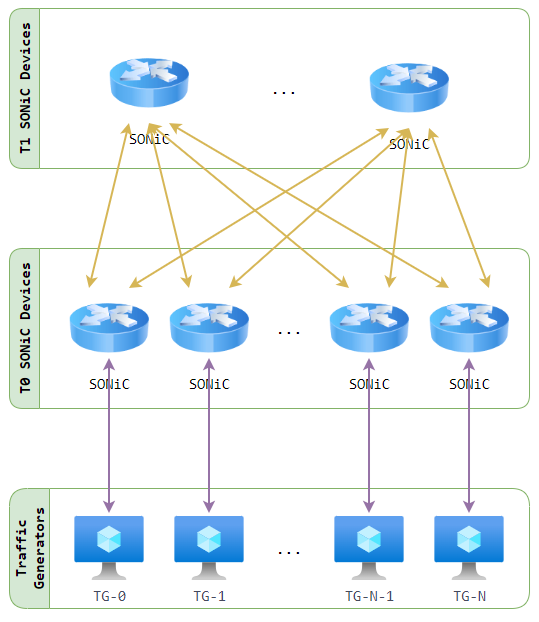 T1 SONiC Devices
...
SONiC
SONiC
T0 SONiC Devices
...
SONiC
SONiC
SONiC
SONiC
Traffic
Generators
...
TG-0
TG-1
TG-N-1
TG-N